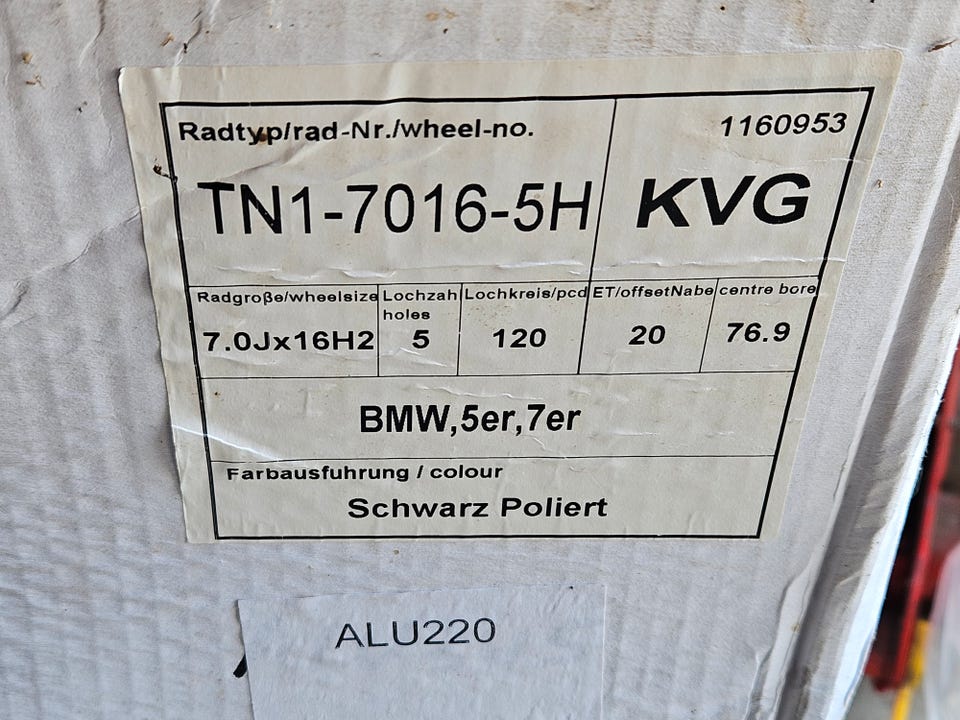 Radtyp/rad-Nr./wheel-no.
1160953
TN1-7016-5H
KVG
Radgroße/wheelsize
Lochzah
holes
Lochkreis/pcd
ET/offset
Nabe centre bore
7.0Jx16H2
5
120
20
76.9
BMW,5er,7er
Farbausfuhrung / colour
Schwarz Poliert
ALU220